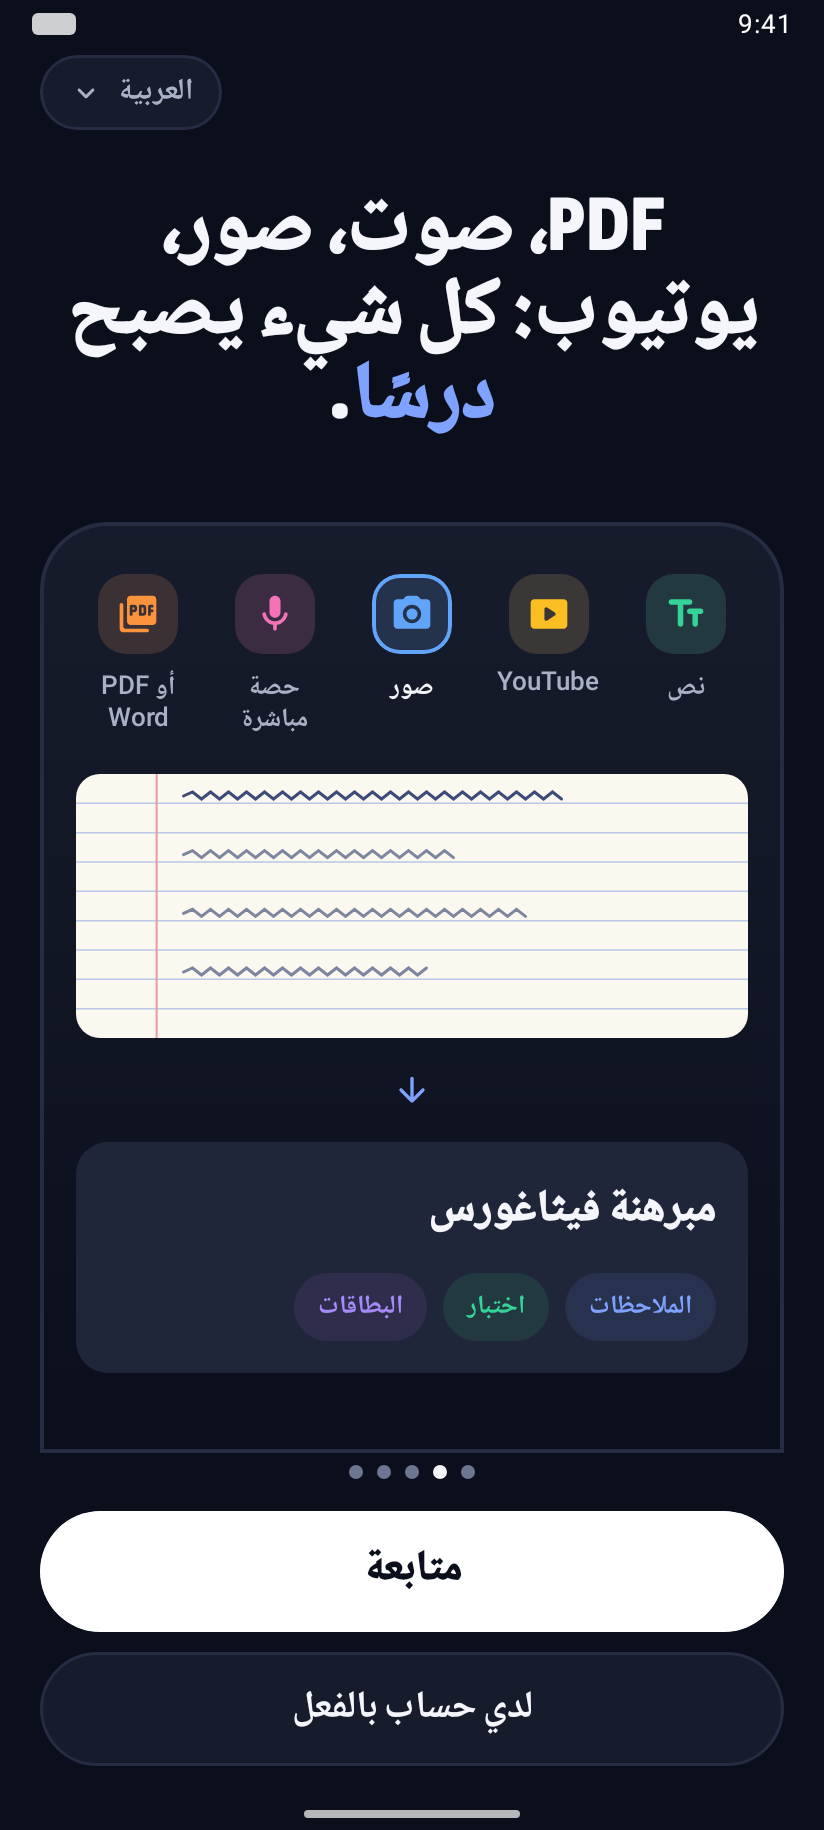 9:41
العربية
PDF، صوت، صور،
يوتيوب: كل شيء يصبح
درسًا.
نص
YouTube
صور
حصة
مباشرة
PDF أو
Word
مبرهنة فيثاغورس
الملاحظات
اختبار
البطاقات
متابعة
لدي حساب بالفعل